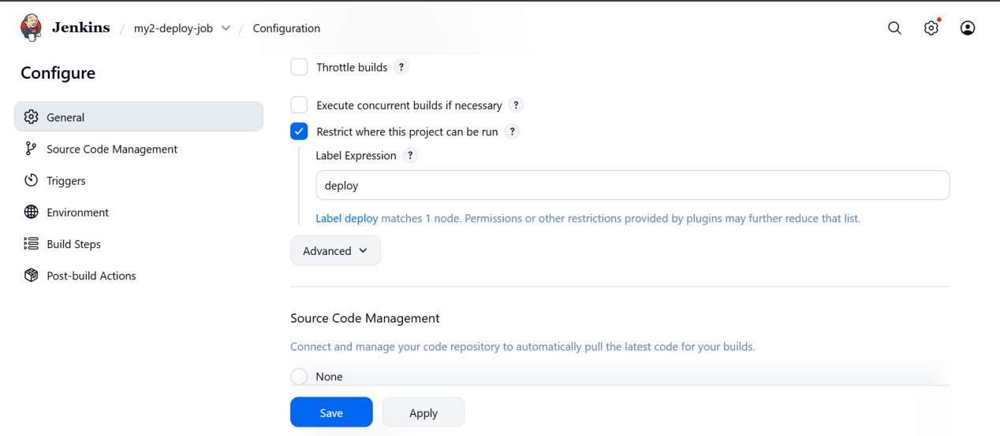 Jenkins / my2-deploy-job / Configuration
Configure
General
Source Code Management
Triggers
Environment
Build Steps
Post-build Actions
Throttle builds ?
Execute concurrent builds if necessary ?
Restrict where this project can be run ?
Label Expression ?
deploy
Label deploy matches 1 node. Permissions or other restrictions provided by plugins may further reduce that list.
Advanced
Source Code Management
Connect and manage your code repository to automatically pull the latest code for your builds.
None
Save Apply